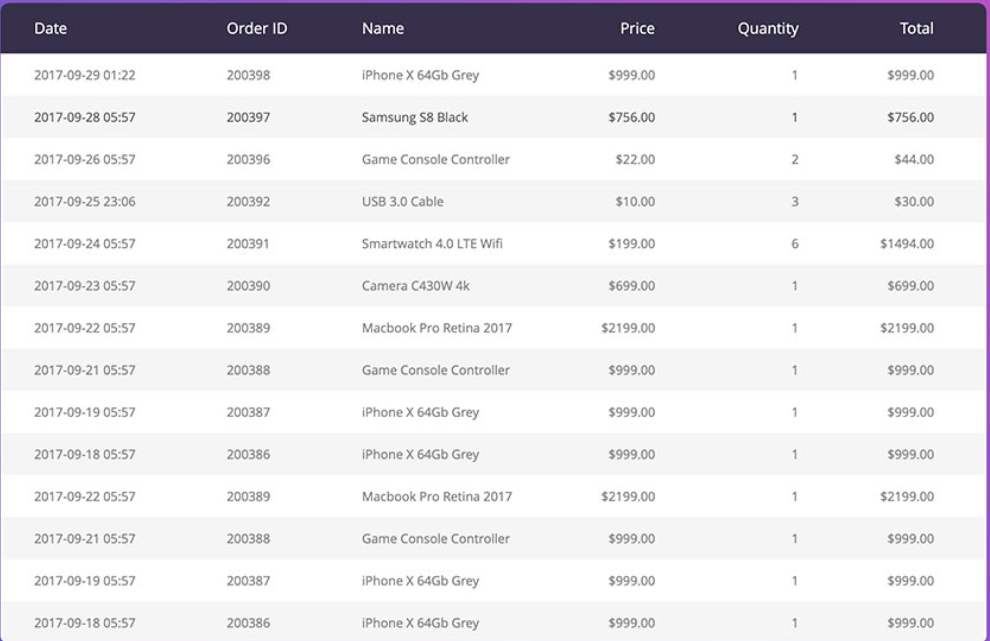 Date Order ID Name Price Quantity Total
2017-09-29 01:22 200398 iPhone X 64Gb Grey $999.00 1 $999.00
2017-09-28 05:57 200397 Samsung S8 Black $756.00 1 $756.00
2017-09-26 05:57 200396 Game Console Controller $22.00 2 $44.00
2017-09-25 23:06 200392 USB 3.0 Cable $10.00 3 $30.00
2017-09-24 05:57 200391 Smartwatch 4.0 LTE Wifi $199.00 6 $1494.00
2017-09-23 05:57 200390 Camera C430W 4k $699.00 1 $699.00
2017-09-22 05:57 200389 Macbook Pro Retina 2017 $2199.00 1 $2199.00
2017-09-21 05:57 200388 Game Console Controller $999.00 1 $999.00
2017-09-19 05:57 200387 iPhone X 64Gb Grey $999.00 1 $999.00
2017-09-18 05:57 200386 iPhone X 64Gb Grey $999.00 1 $999.00
2017-09-22 05:57 200389 Macbook Pro Retina 2017 $2199.00 1 $2199.00
2017-09-21 05:57 200388 Game Console Controller $999.00 1 $999.00
2017-09-19 05:57 200387 iPhone X 64Gb Grey $999.00 1 $999.00
2017-09-18 05:57 200386 iPhone X 64Gb Grey $999.00 1 $999.00